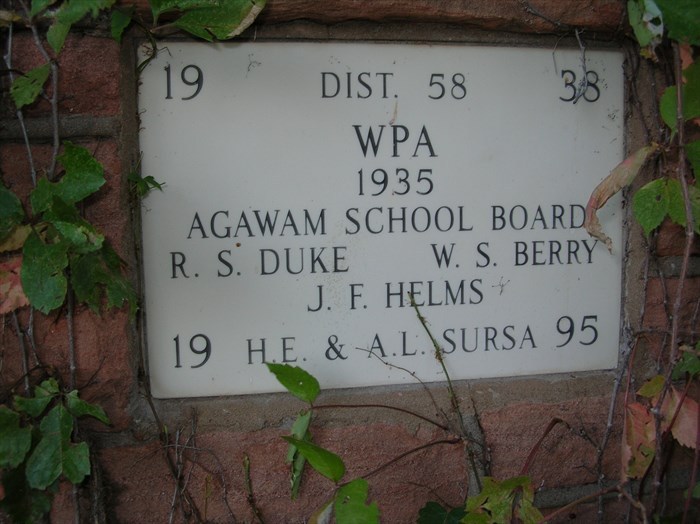 19 DIST. 58 38
WPA
1935
AGAWAM SCHOOL BOARD
R. S. DUKE W. S. BERRY
J. F. HELMS
19 H.E. & A.L. SURSA 95